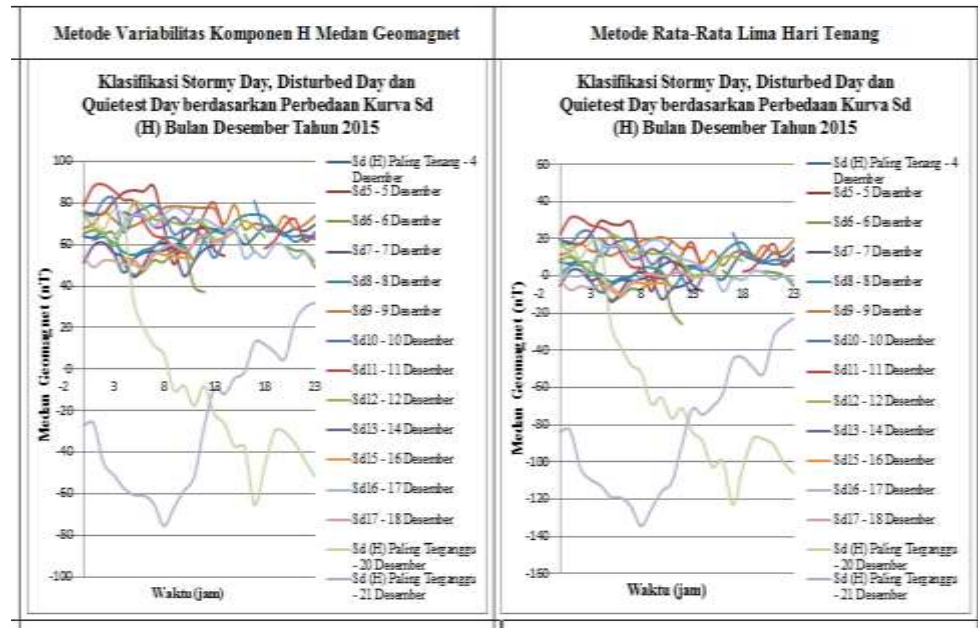 Metode Variabilitas Komponen H Medan Geomagnet
Metode Rata-Rata Lima Hari Tenang
Klasifikasi Stormy Day, Disturbed Day dan
Quietest Day berdasarkan Perbedaan Kurva Sd
(H) Bulan Desember Tahun 2015
100
80
60
40
20
0
-20
-40
-60
-80
-100
-2
3
8
13
18
23
Medan Geomagnet (nT)
Waktu (jam)
Sd (H) Paling Tenang - 4
Desember
Sd5 - 5 Desember
Sd6 - 6 Desember
Sd7 - 7 Desember
Sd8 - 8 Desember
Sd9 - 9 Desember
Sd10 - 10 Desember
Sd11 - 11 Desember
Sd12 - 12 Desember
Sd13 - 14 Desember
Sd15 - 16 Desember
Sd16 - 17 Desember
Sd17 - 18 Desember
Sd (H) Paling Terganggu
- 20 Desember
Sd (H) Paling Terganggu
- 21 Desember
Klasifikasi Stormy Day, Disturbed Day dan
Quietest Day berdasarkan Perbedaan Kurva Sd
(H) Bulan Desember Tahun 2015
60
40
20
0
-20
-40
-60
-80
-100
-120
-140
-160
-2
3
8
13
18
23
Medan Geomagnet (nT)
Waktu (jam)
Sd (H) Paling Tenang - 4
Desember
Sd5 - 5 Desember
Sd6 - 6 Desember
Sd7 - 7 Desember
Sd8 - 8 Desember
Sd9 - 9 Desember
Sd10 - 10 Desember
Sd11 - 11 Desember
Sd12 - 12 Desember
Sd13 - 14 Desember
Sd15 - 16 Desember
Sd16 - 17 Desember
Sd17 - 18 Desember
Sd (H) Paling Terganggu
- 20 Desember
Sd (H) Paling Terganggu
- 21 Desember